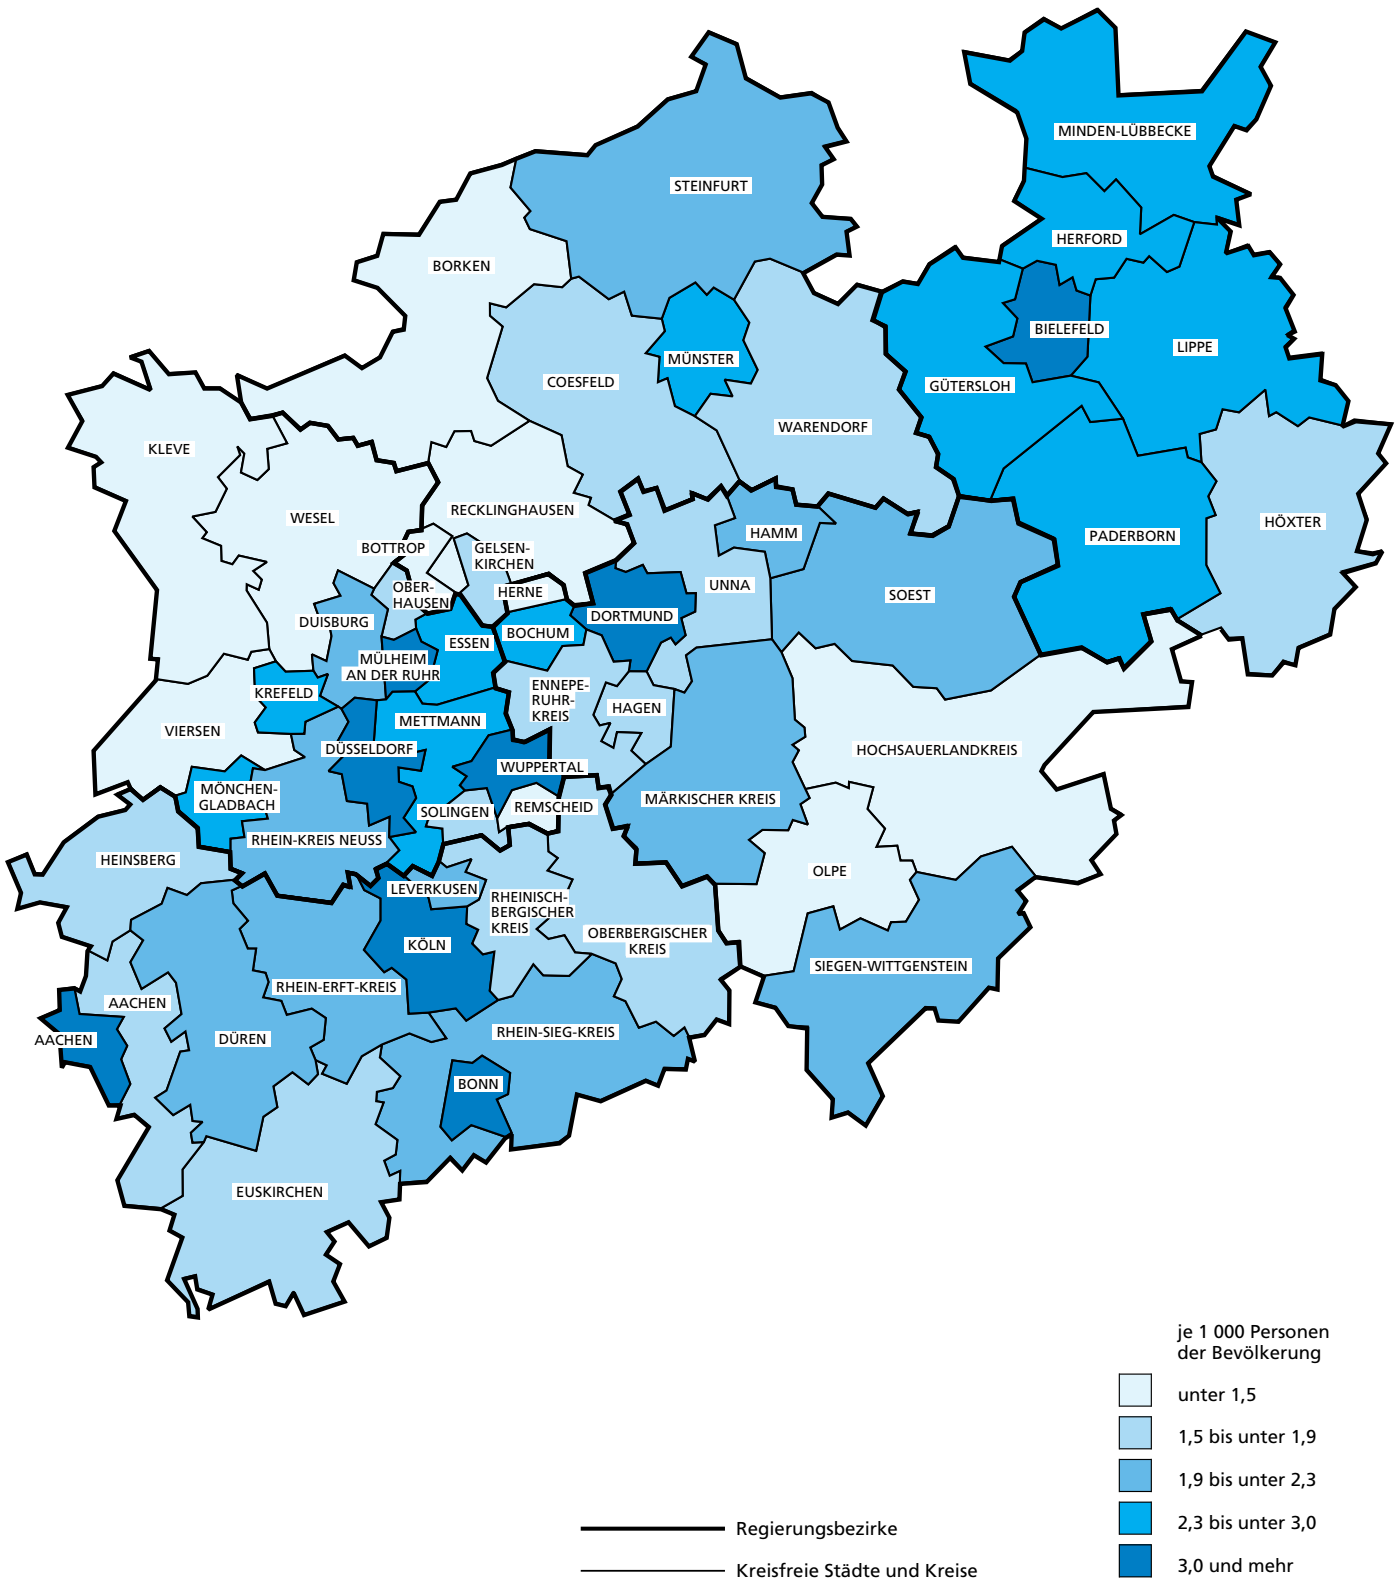 MINDEN-LÜBBECKE
STEINFURT
HERFORD
BORKEN
BIELEFELD
LIPPE
MÜNSTER
COESFELD
GÜTERSLOH
WARENDORF
KLEVE
RECKLINGHAUSEN
WESEL
HÖXTER
HAMM
PADERBORN
BOTTROP
GELSEN-
KIRCHEN
UNNA
OBER-
HAUSEN
HERNE
SOEST
DORTMUND
DUISBURG
BOCHUM
ESSEN
MÜLHEIM
AN DER RUHR
KREFELD
ENNEPE-
RUHR-
KREIS
HAGEN
METTMANN
VIERSEN
DÜSSELDORF
HOCHSAUERLANDKREIS
WUPPERTAL
MÖNCHEN-
GLADBACH
MÄRKISCHER KREIS
REMSCHEID
SOLINGEN
RHEIN-KREIS NEUSS
HEINSBERG
OLPE
LEVERKUSEN
RHEINISCH-
BERGISCHER
KREIS
OBERBERGISCHER
KREIS
KÖLN
SIEGEN-WITTGENSTEIN
RHEIN-ERFT-KREIS
AACHEN
RHEIN-SIEG-KREIS
AACHEN
DÜREN
BONN
EUSKIRCHEN
je 1 000 Personen
der Bevölkerung
unter 1,5
1,5 bis unter 1,9
1,9 bis unter 2,3
2,3 bis unter 3,0
3,0 und mehr
Regierungsbezirke
Kreisfreie Städte und Kreise